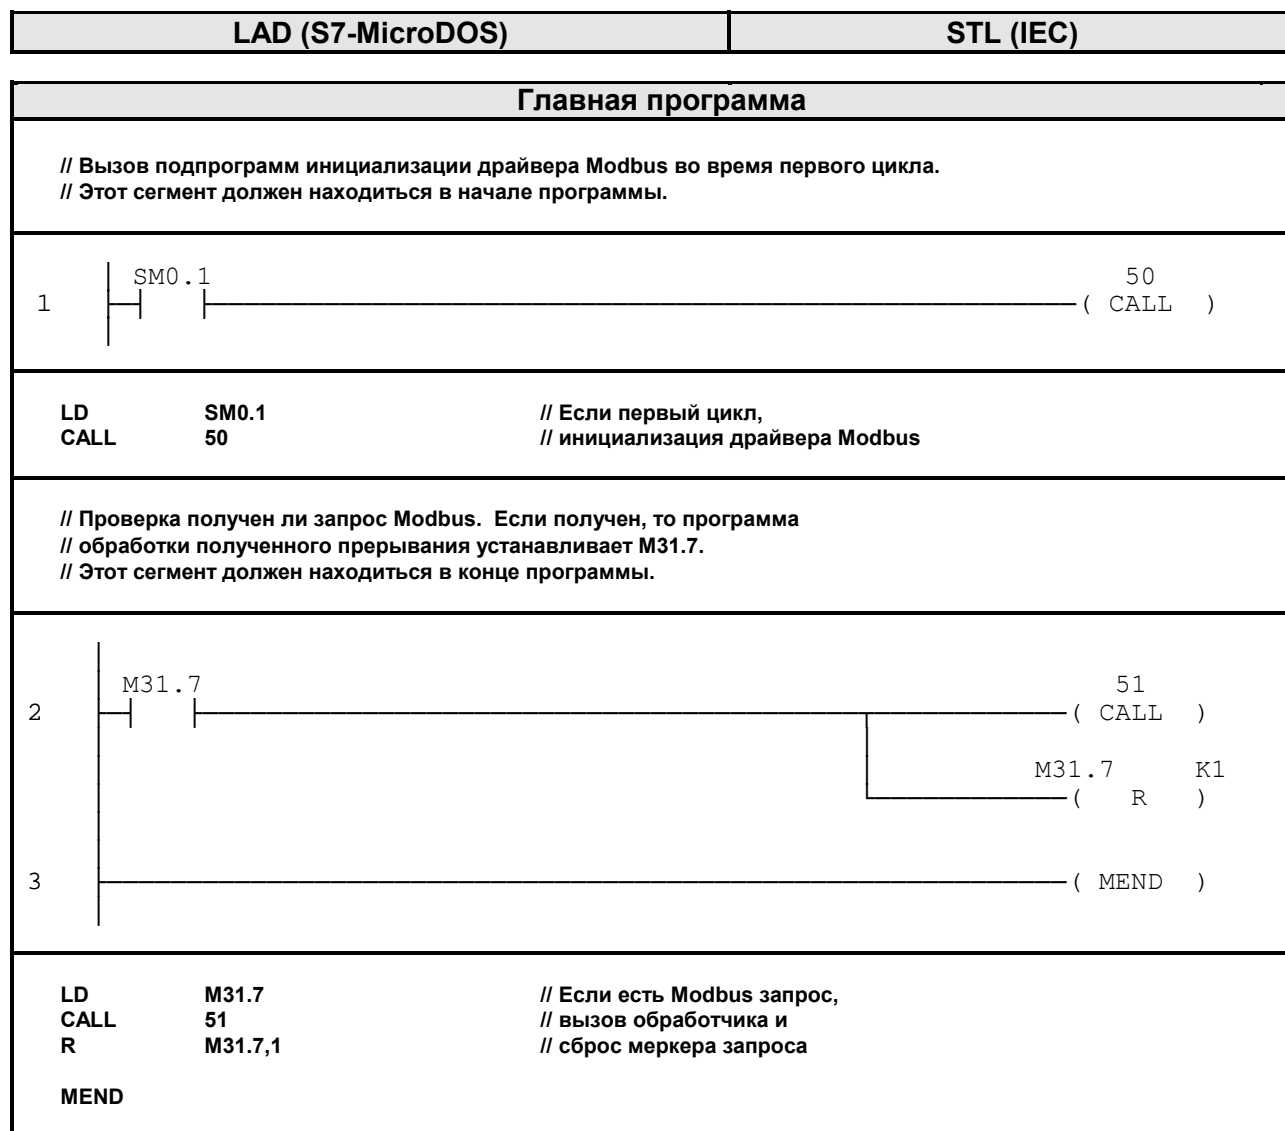 LAD (S7-MicroDOS) STL (IEC)
Главная программа
// Вызов подпрограмм инициализации драйвера Modbus во время первого цикла.
// Этот сегмент должен находиться в начале программы.
SM0.1 50
1 ( CALL )
LD SM0.1 // Если первый цикл,
CALL 50 // инициализация драйвера Modbus
// Проверка получен ли запрос Modbus. Если получен, то программа
// обработки полученного прерывания устанавливает M31.7.
// Этот сегмент должен находиться в конце программы.
M31.7 51
2 ( CALL )
M31.7 K1
( R )
3 ( MEND )
LD M31.7 // Если есть Modbus запрос,
CALL 51 // вызов обработчика и
R M31.7,1 // сброс меркера запроса
MEND